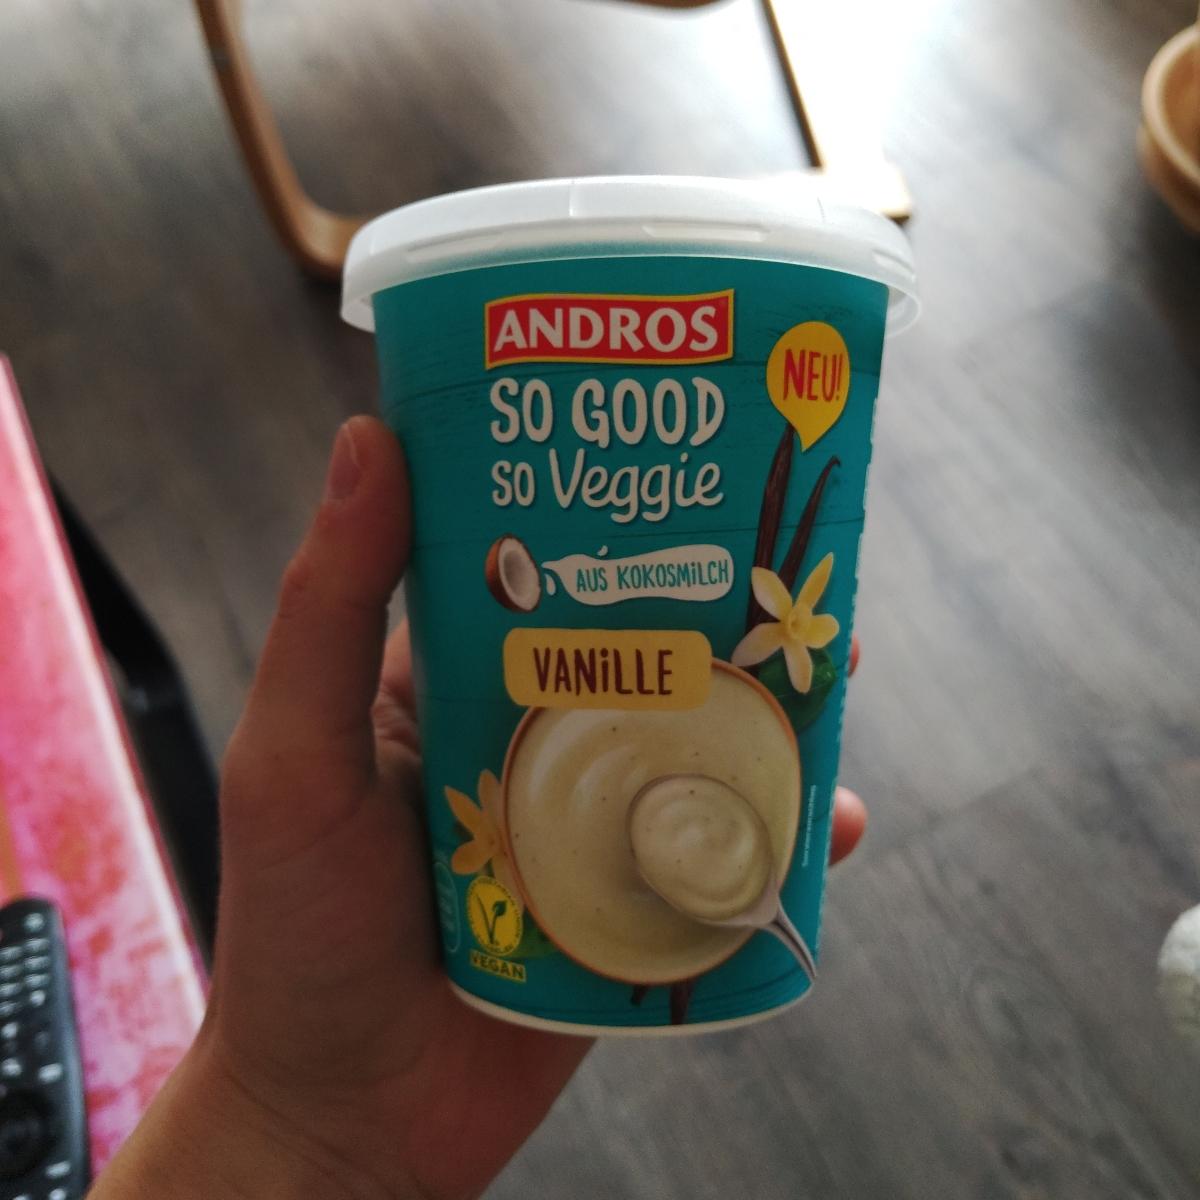 ANDROS
NEU!
SO GOOD
SO Veggie
AUS KOKOSMILCH
VANILLE
VEGAN